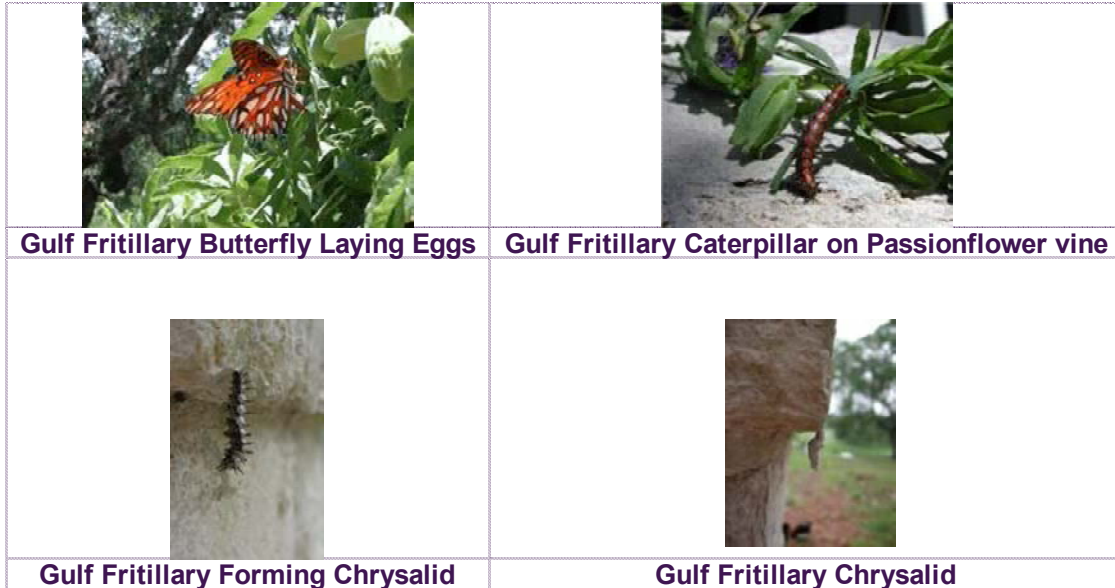 Gulf Fritillary Butterfly Laying Eggs
Gulf Fritillary Caterpillar on Passionflower vine
Gulf Fritillary Forming Chrysalid
Gulf Fritillary Chrysalid